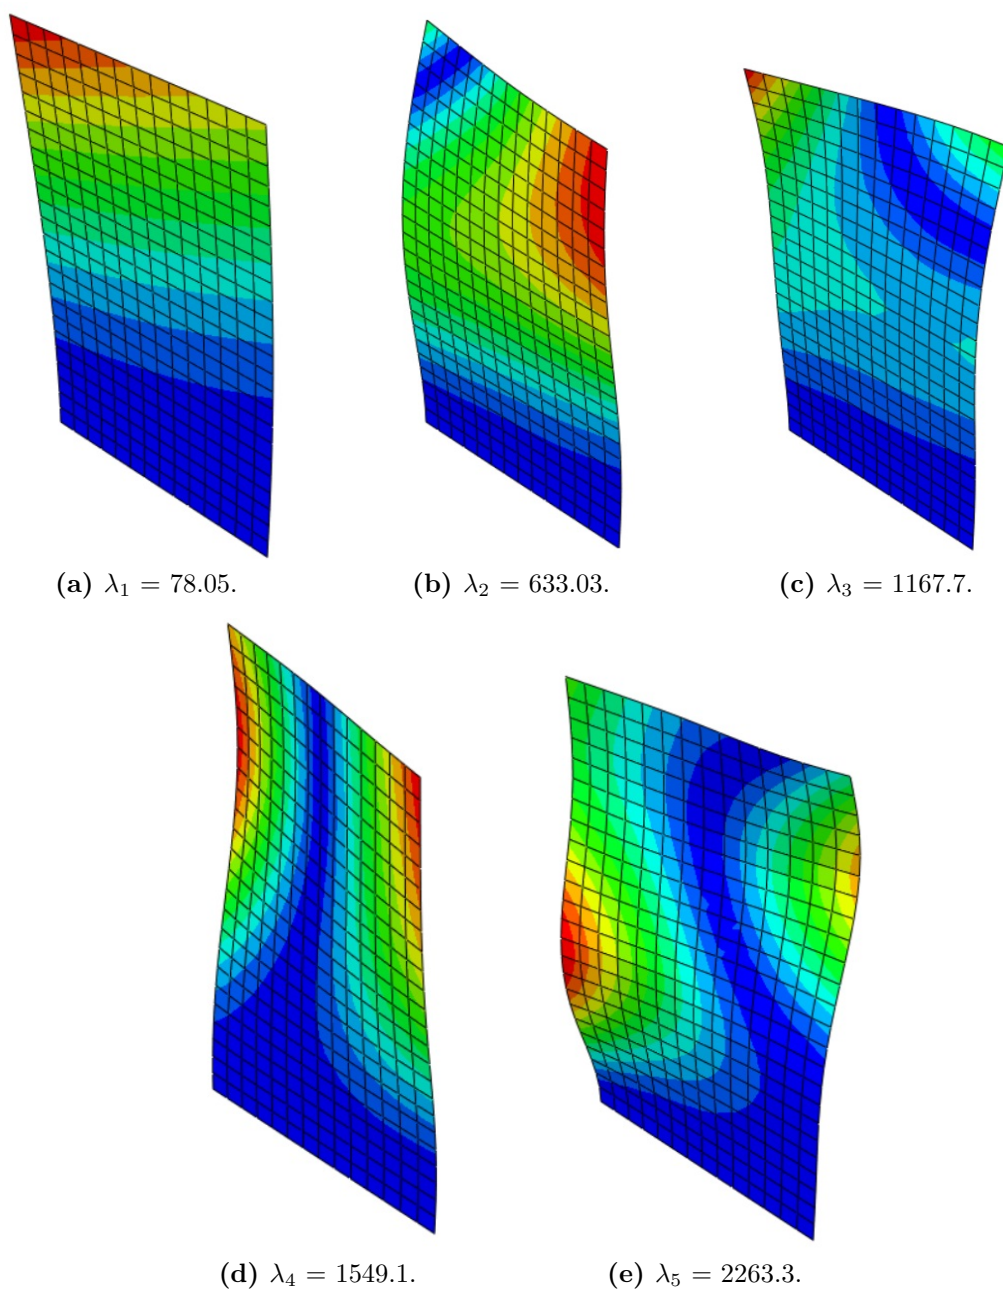 (a) λ₁ = 78.05.
(b) λ₂ = 633.03.
(c) λ₃ = 1167.7.
(d) λ₄ = 1549.1.
(e) λ₅ = 2263.3.